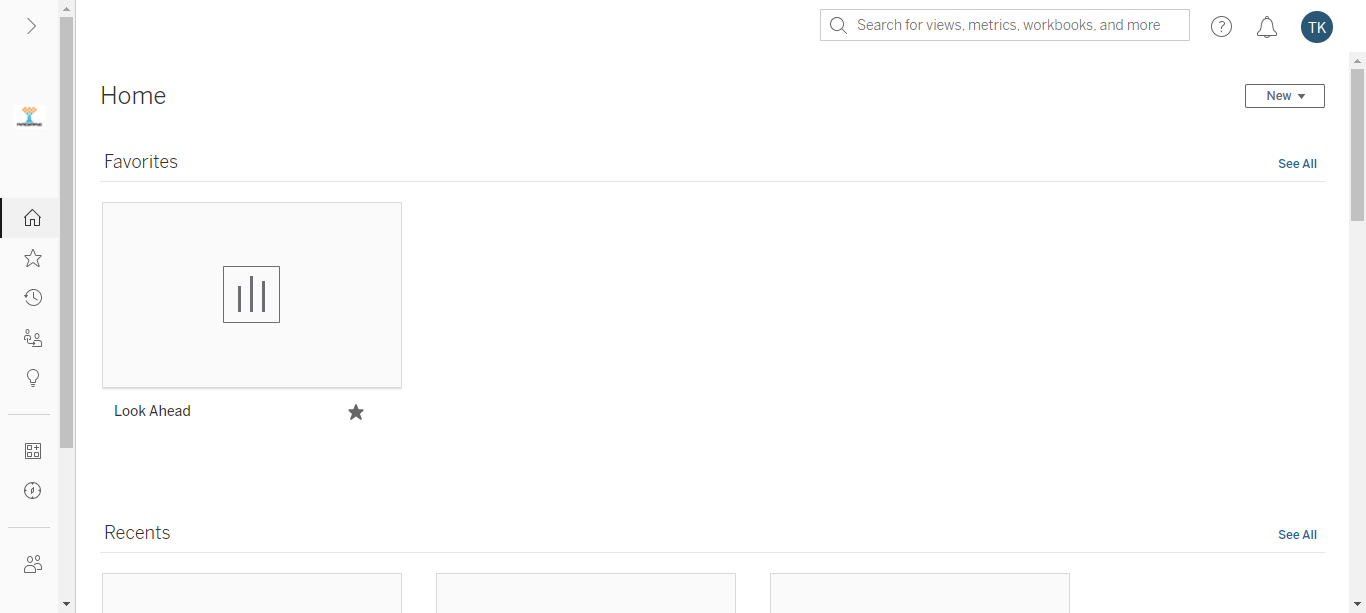 Search for views, metrics, workbooks, and more
?
TK
Home
New
Favorites
See All
Look Ahead
Recents
See All